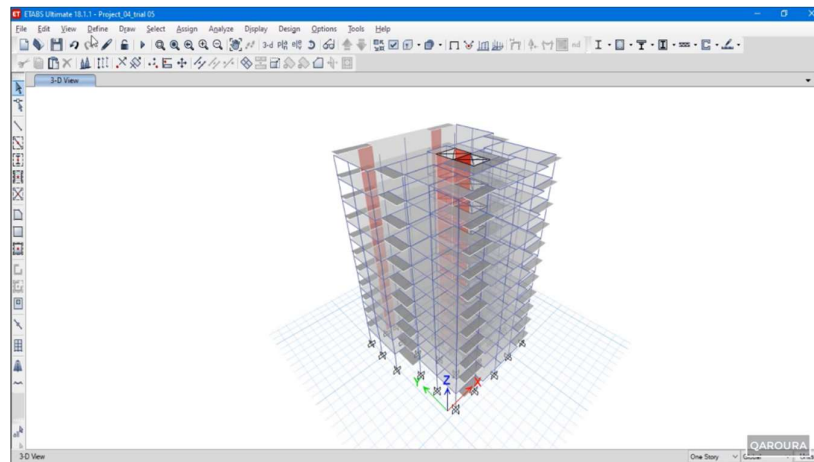 ETABS Ultimate 18.1.1 - Project_04_trial 05
File Edit View Define Draw Select Assign Analyze Display Design Options Tools Help
3-d
3-D View
Z
Y X
QAROURA
3-D View One Story Global